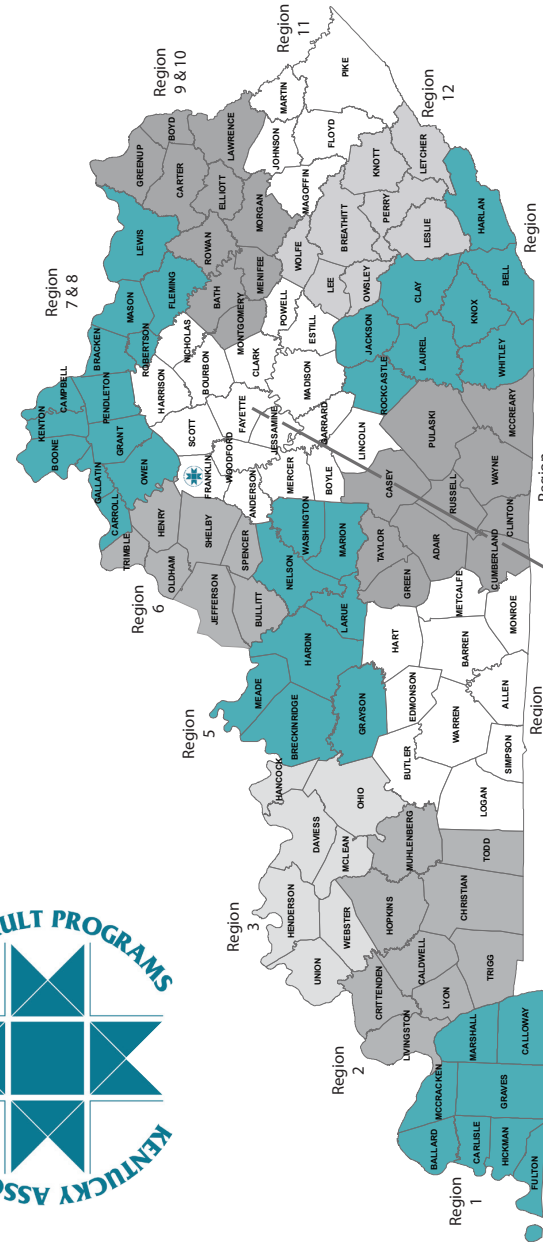 ULT PROGRAMS
KENTUCKY ASSO
Region
1
BALLARD
MCCRACKEN
CARLISLE
HICKMAN
FULTON
GRAVES
MARSHALL
CALLOWAY
Region
2
LIVINGSTON
CRITTENDEN
LYON
CALDWELL
TRIGG
HOPKINS
CHRISTIAN
MUHLENBERG
TODD
Region
3
UNION
HENDERSON
WEBSTER
DAVIESS
MCLEAN
HANCOCK
OHIO
Region
LOGAN
BUTLER
SIMPSON
WARREN
EDMONSON
ALLEN
BARREN
HART
METCALFE
MONROE
Region
5
BRECKINRIDGE
MEADE
GRAYSON
HARDIN
LARUE
NELSON
WASHINGTON
MARION
Region
6
JEFFERSON
BULLITT
OLDHAM
TRIMBLE
HENRY
SHELBY
SPENCER
Region
7 & 8
CARROLL
GALLATIN
OWEN
BOONE
KENTON
CAMPBELL
GRANT
PENDLETON
BRACKEN
ROBERTSON
MASON
FLEMING
LEWIS
Region
9 & 10
GREENUP
BOYD
CARTER
LAWRENCE
ELLIOTT
ROWAN
MORGAN
BATH
MENIFEE
MONTGOMERY
Region
11
MARTIN
JOHNSON
PIKE
FLOYD
MAGOFFIN
Region
12
WOLFE
BREATHITT
KNOTT
LEE
OWSLEY
PERRY
LETCHER
LESLIE
Region
ROCKCASTLE
JACKSON
LAUREL
CLAY
WHITLEY
KNOX
BELL
HARLAN
Region
TAYLOR
GREEN
ADAIR
CASEY
RUSSELL
CUMBERLAND
CLINTON
WAYNE
PULASKI
MCCREARY
FRANKLIN
ANDERSON
WOODFORD
SCOTT
HARRISON
NICHOLAS
BOURBON
FAYETTE
JESSAMINE
MERCER
BOYLE
GARRARD
LINCOLN
CLARK
MADISON
POWELL
ESTILL